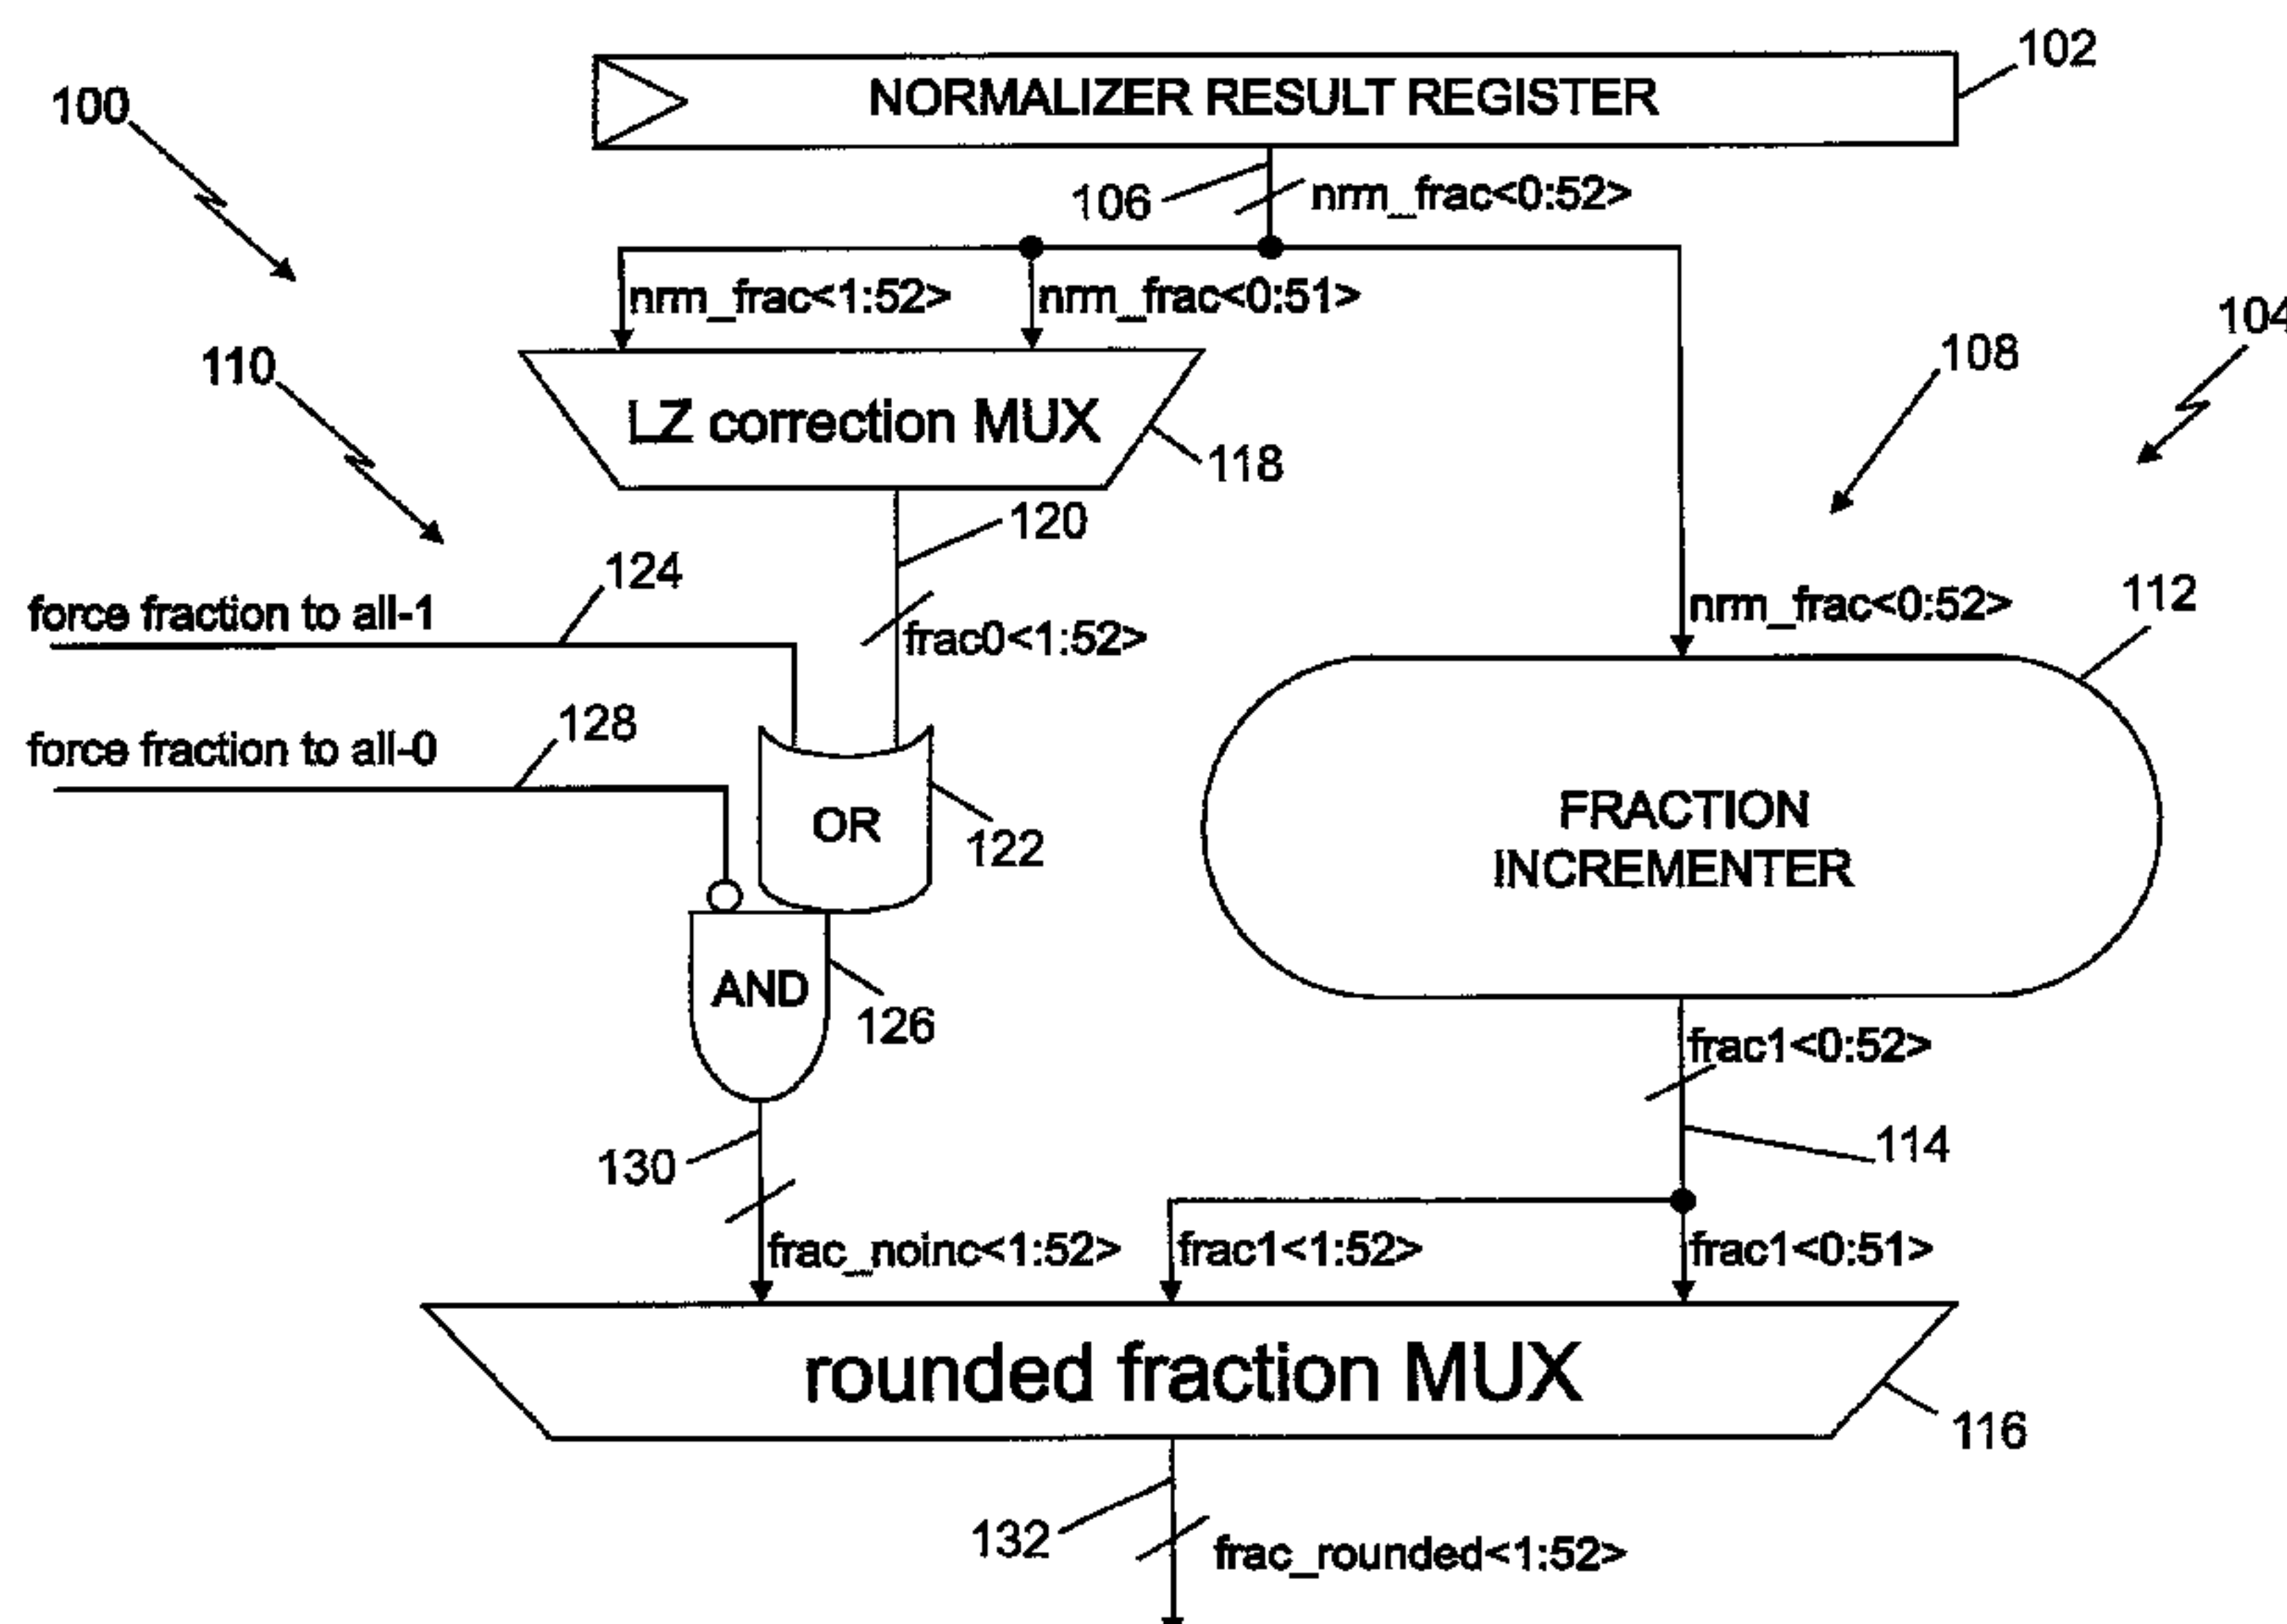 NORMALIZER RESULT REGISTER
102
100
106
nrm_frac<0:52>
nrm_frac<1:52>
nrm_frac<0:51>
104
108
110
LZ correction MUX
118
120
124
force fraction to all-1
frac0<1:52>
nrm_frac<0:52>
112
128
force fraction to all-0
OR
122
FRACTION
INCREMENTER
AND
126
frac1<0:52>
114
130
frac_noinc<1:52>
frac1<1:52>
frac1<0:51>
rounded fraction MUX
116
132
frac_rounded<1:52>